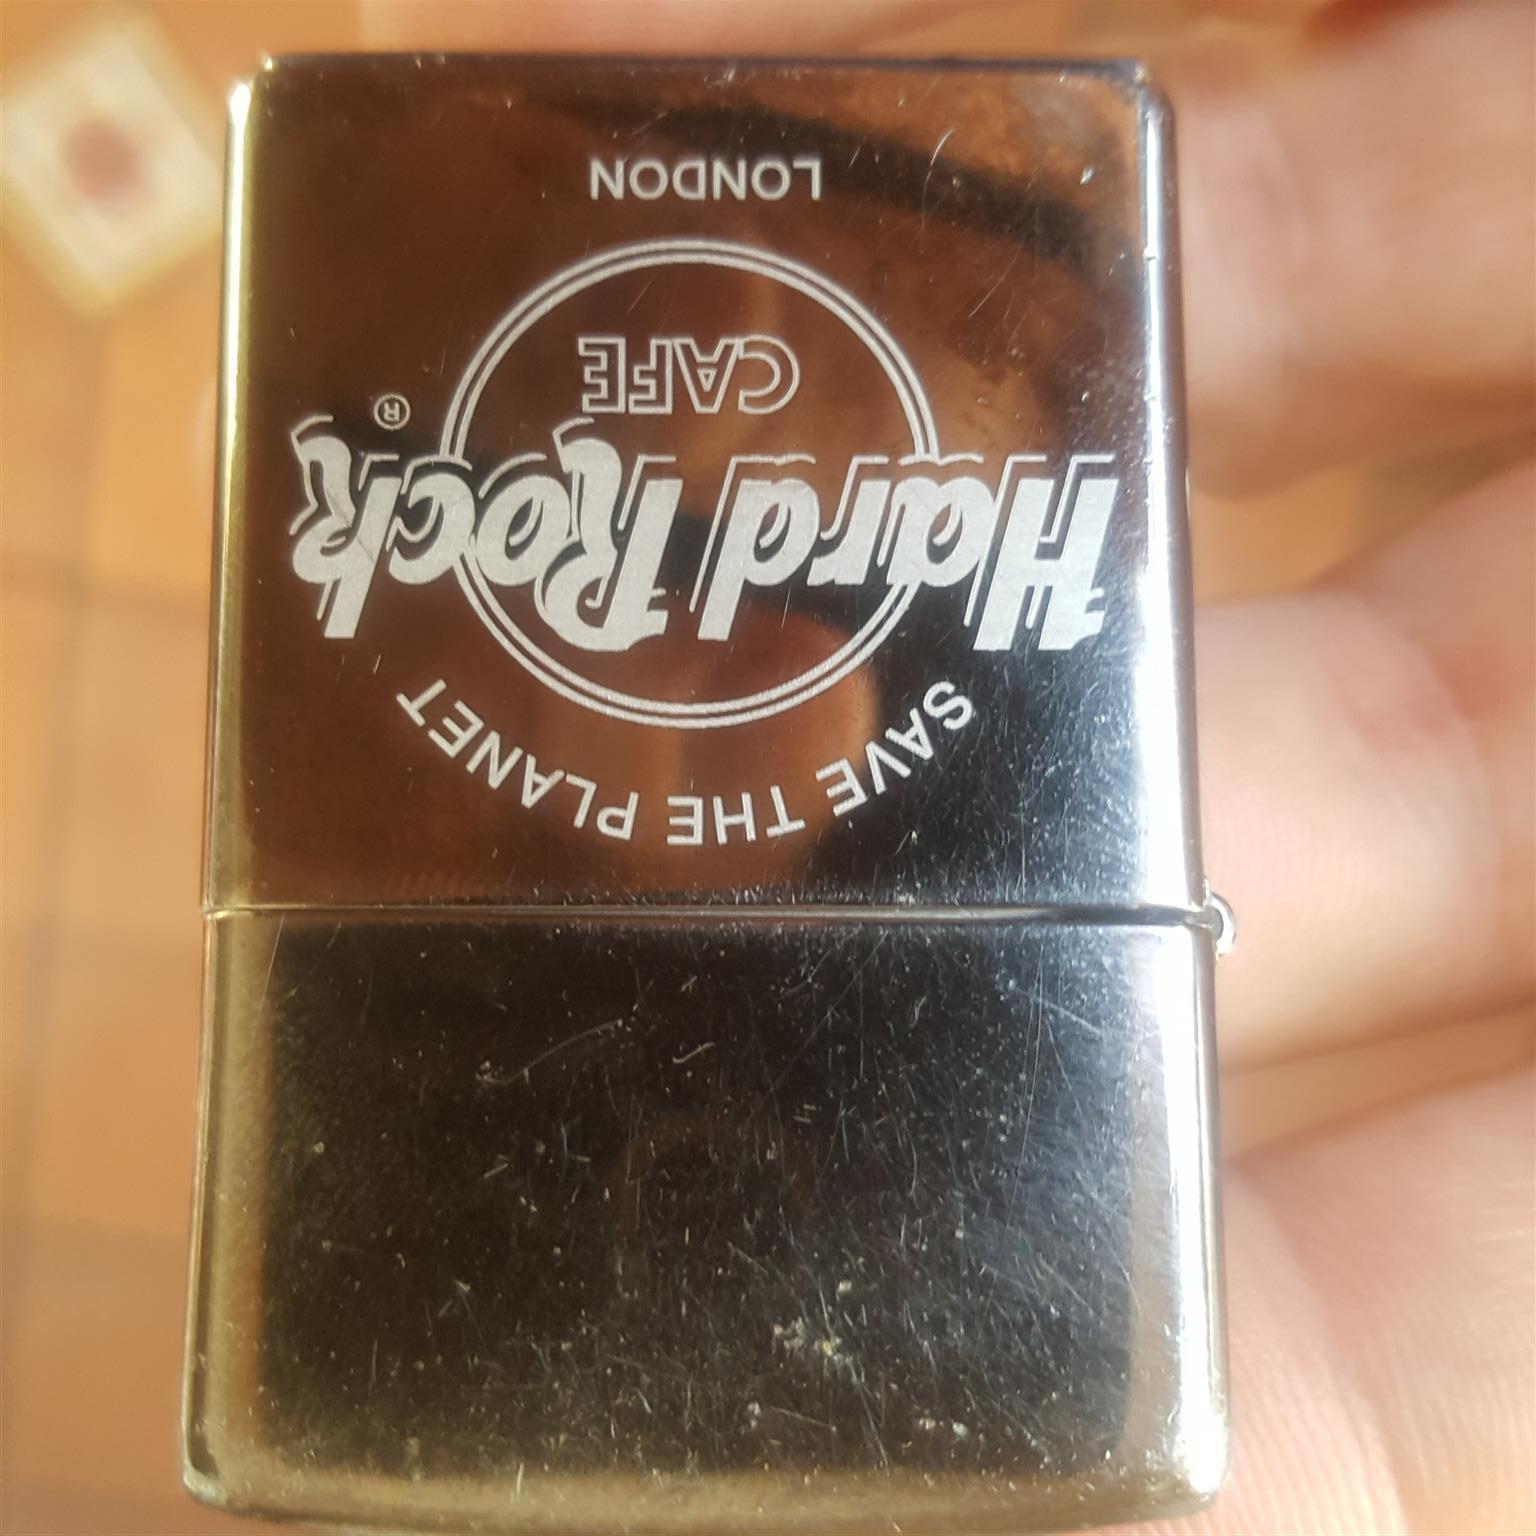 SAVE THE PLANET
Hard Rock ®
CAFE
LONDON